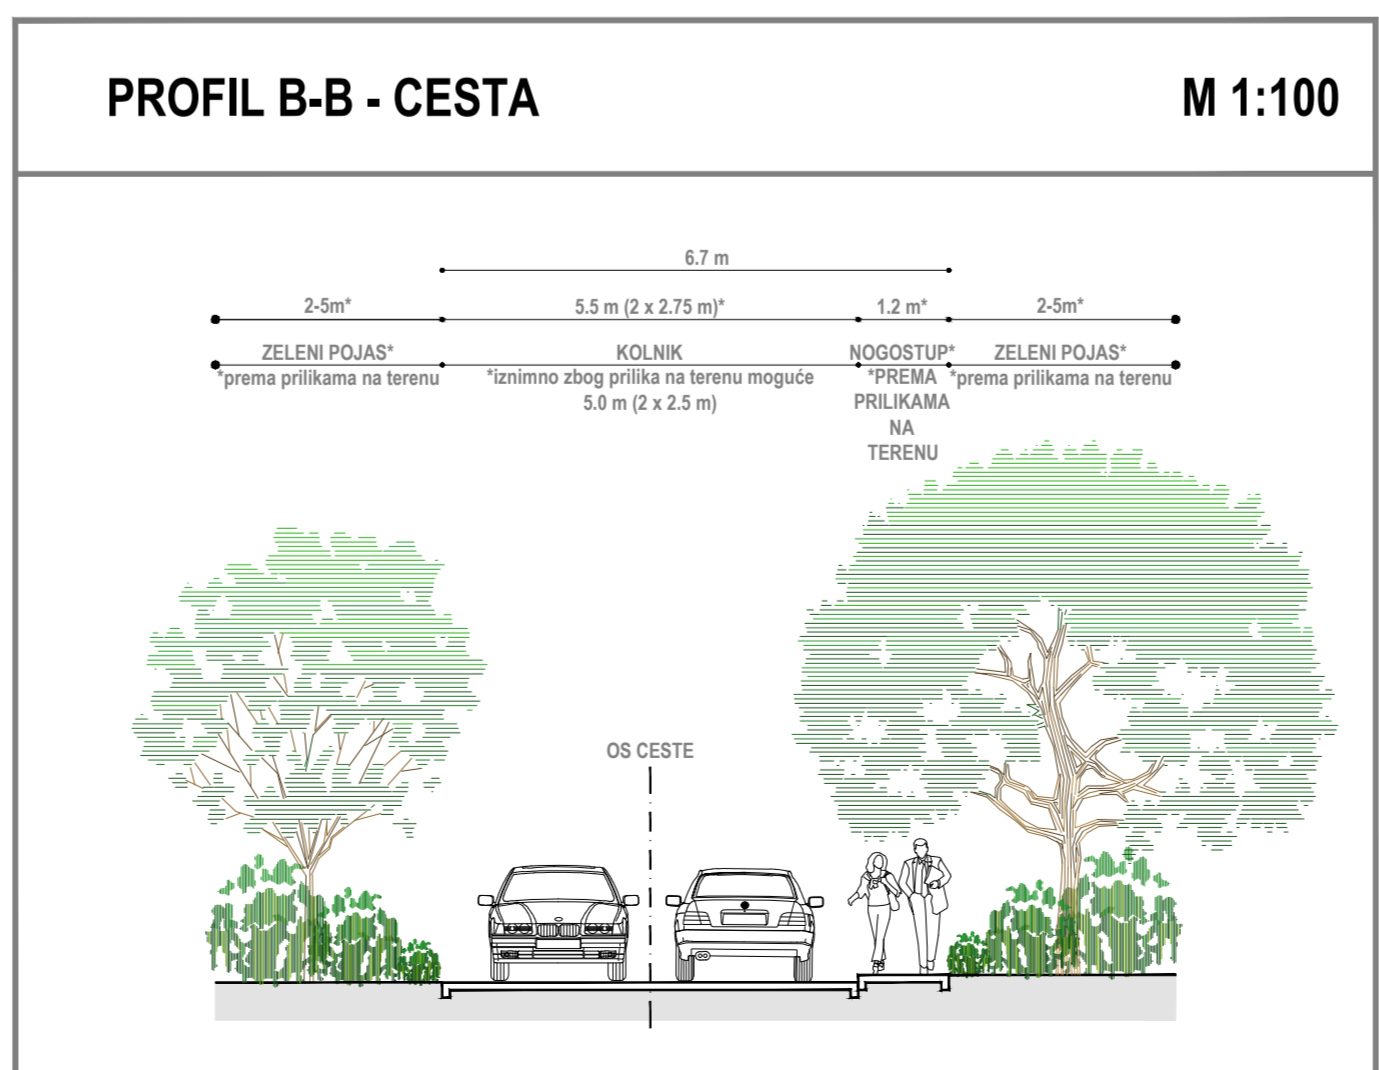 PROFIL B-B - CESTA
M 1:100
6.7 m
2-5m*
5.5 m (2 x 2.75 m)*
1.2 m*
2-5m*
ZELENI POJAS*
*prema prilikama na terenu
KOLNIK
*iznimno zbog prilika na terenu moguće
5.0 m (2 x 2.5 m)
NOGOSTUP*
*PREMA
PRILIKAMA
NA
TERENU
ZELENI POJAS*
*prema prilikama na terenu
OS CESTE